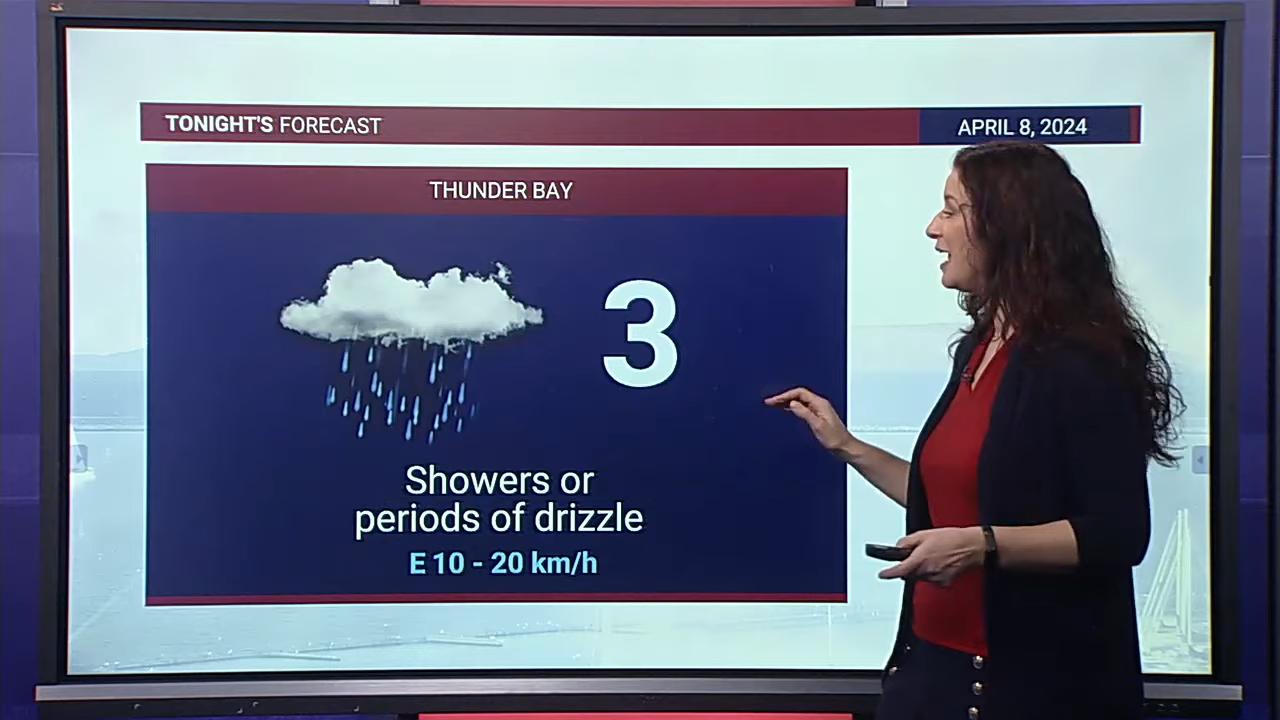 TONIGHT'S FORECAST
APRIL 8, 2024
THUNDER BAY
3
Showers or
periods of drizzle
E 10 - 20 km/h